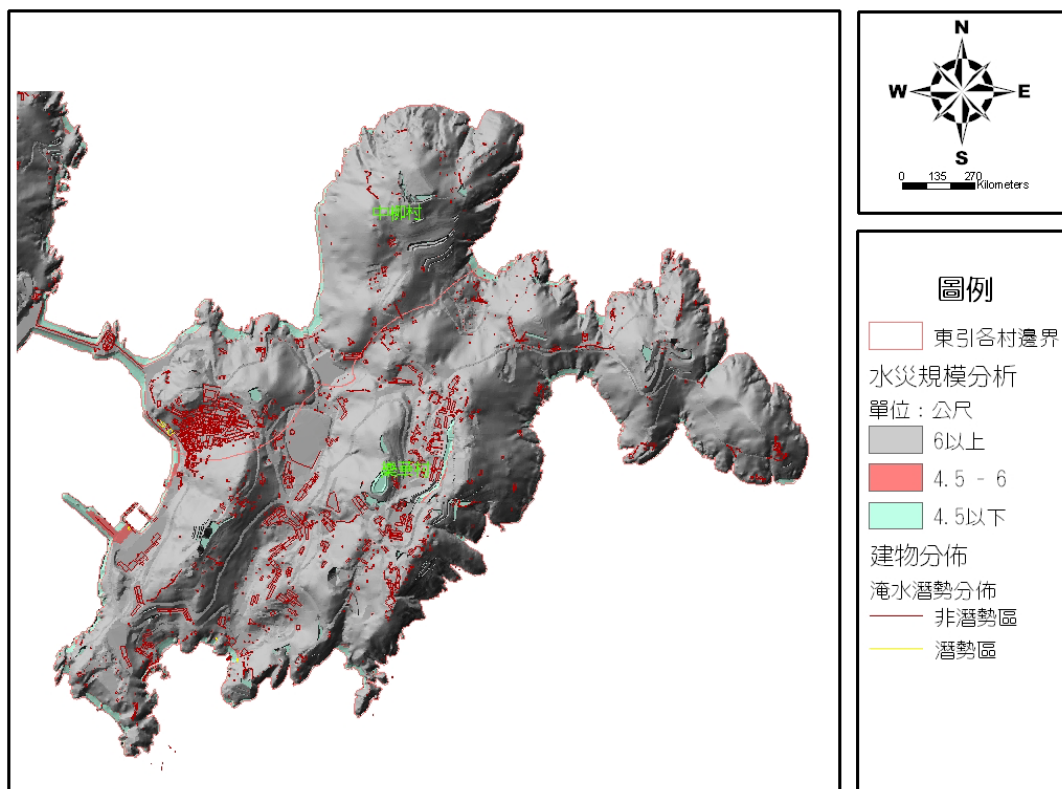 中柳村
樂華村
N
W
E
S
0 135 270
Kilometers
圖例
東引各村邊界
水災規模分析
單位：公尺
6以上
4.5 - 6
4.5以下
建物分佈
淹水潛勢分佈
非潛勢區
潛勢區